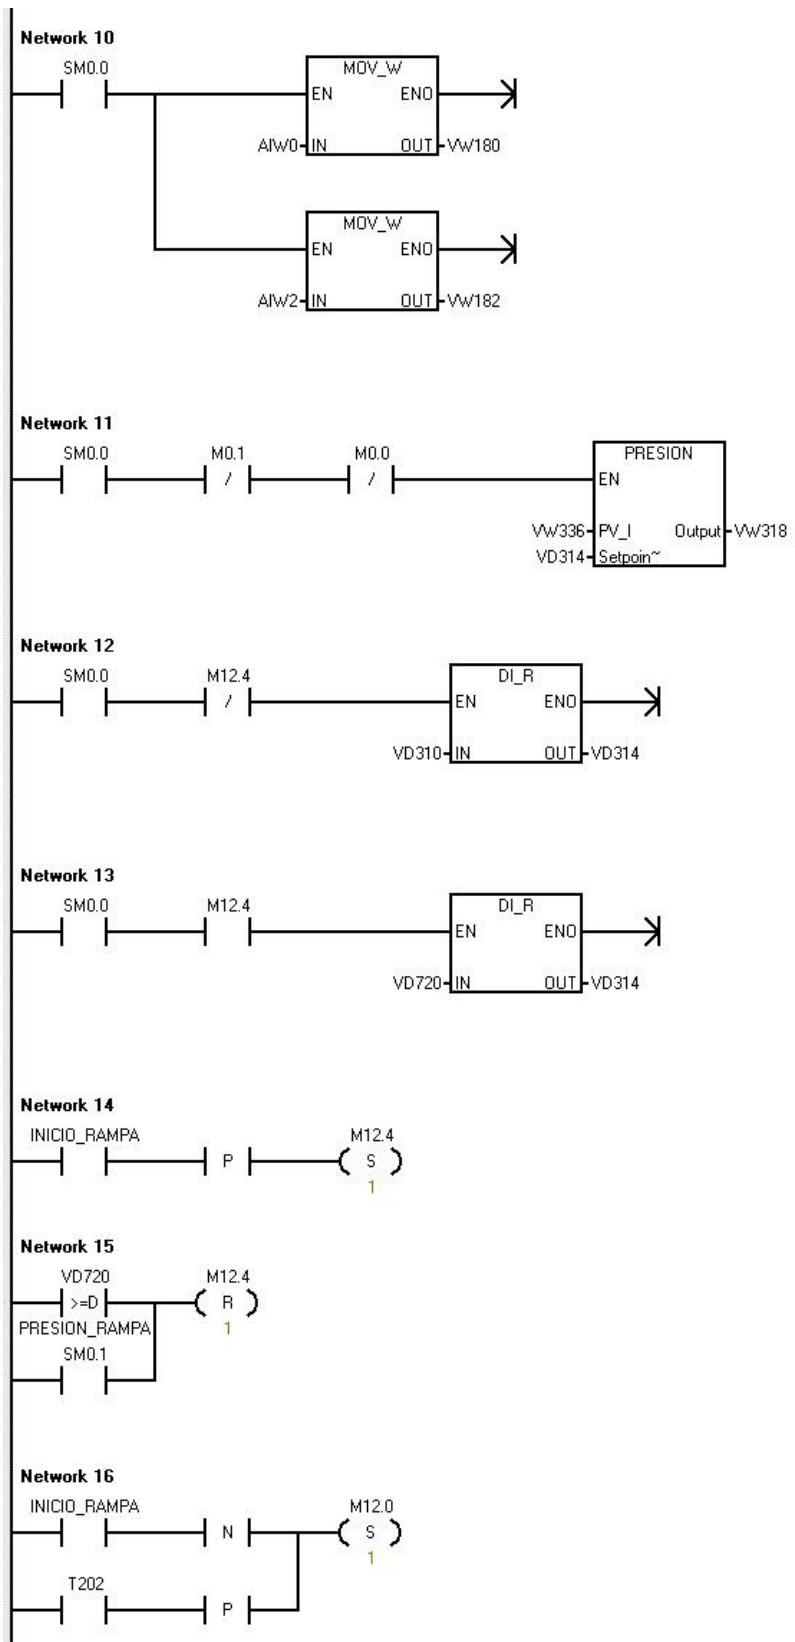 Network 10
SM0.0
MOV_W
EN ENO
AIW0 IN OUT VW180
MOV_W
EN ENO
AIW2 IN OUT VW182
Network 11
SM0.0 M0.1 M0.0 PRESION
/ / EN
VW336 PV_I Output VW318
VD314 Setpoin~
Network 12
SM0.0 M12.4 DI_R
/ EN ENO
VD310 IN OUT VD314
Network 13
SM0.0 M12.4 DI_R
EN ENO
VD720 IN OUT VD314
Network 14
INICIO_RAMPA M12.4
P S
1
Network 15
VD720 M12.4
>=D R
PRESION_RAMPA 1
SM0.1
Network 16
INICIO_RAMPA M12.0
N S
1
T202
P